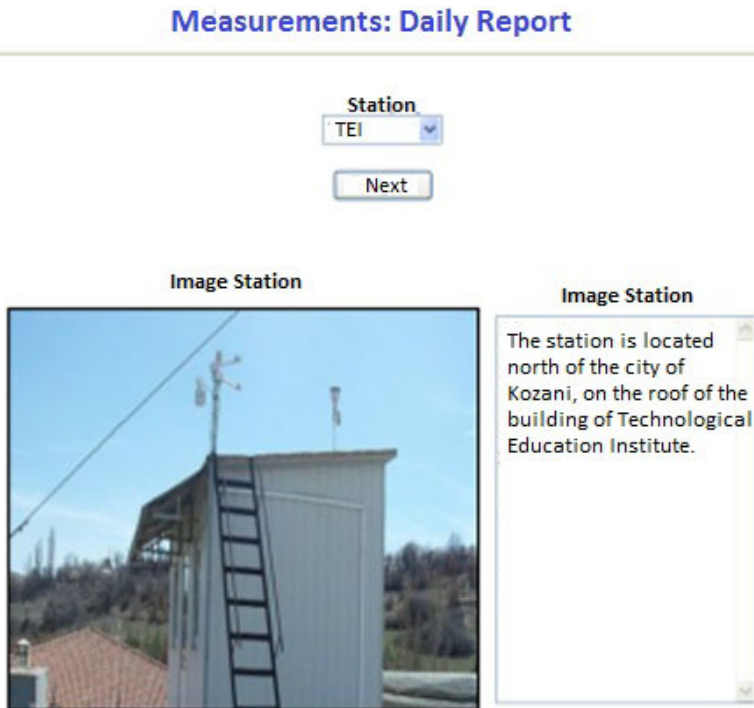 Measurements: Daily Report
Station
TEI
Next
Image Station
Image Station
The station is located
north of the city of
Kozani, on the roof of the
building of Technological
Education Institute.